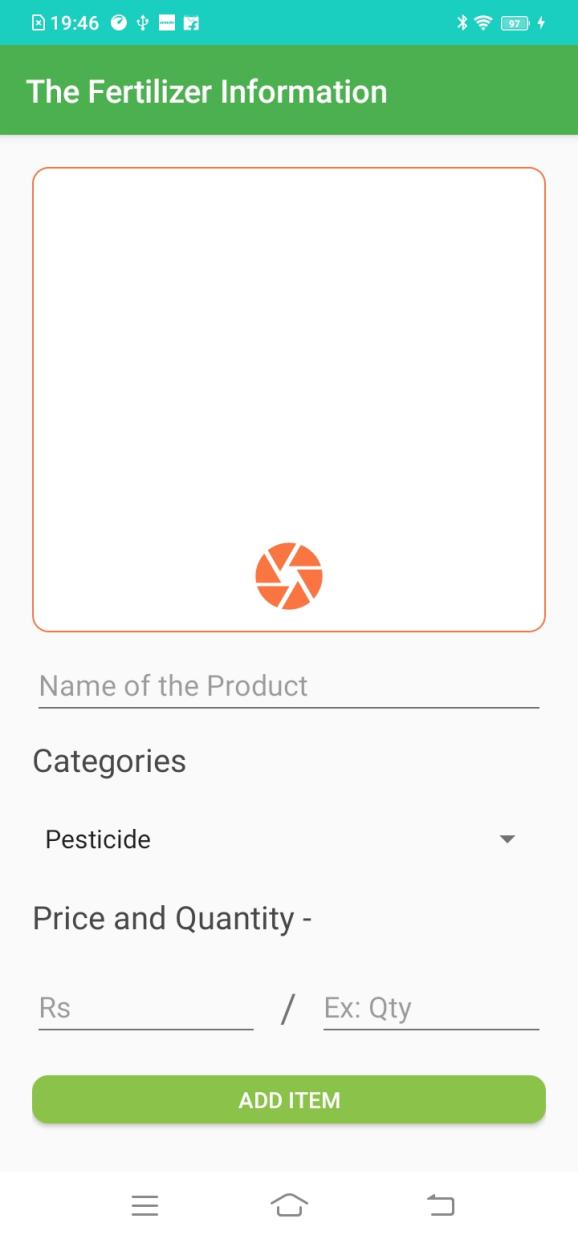 19:46
97
The Fertilizer Information
Name of the Product
Categories
Pesticide
Price and Quantity -
Rs / Ex: Qty
ADD ITEM